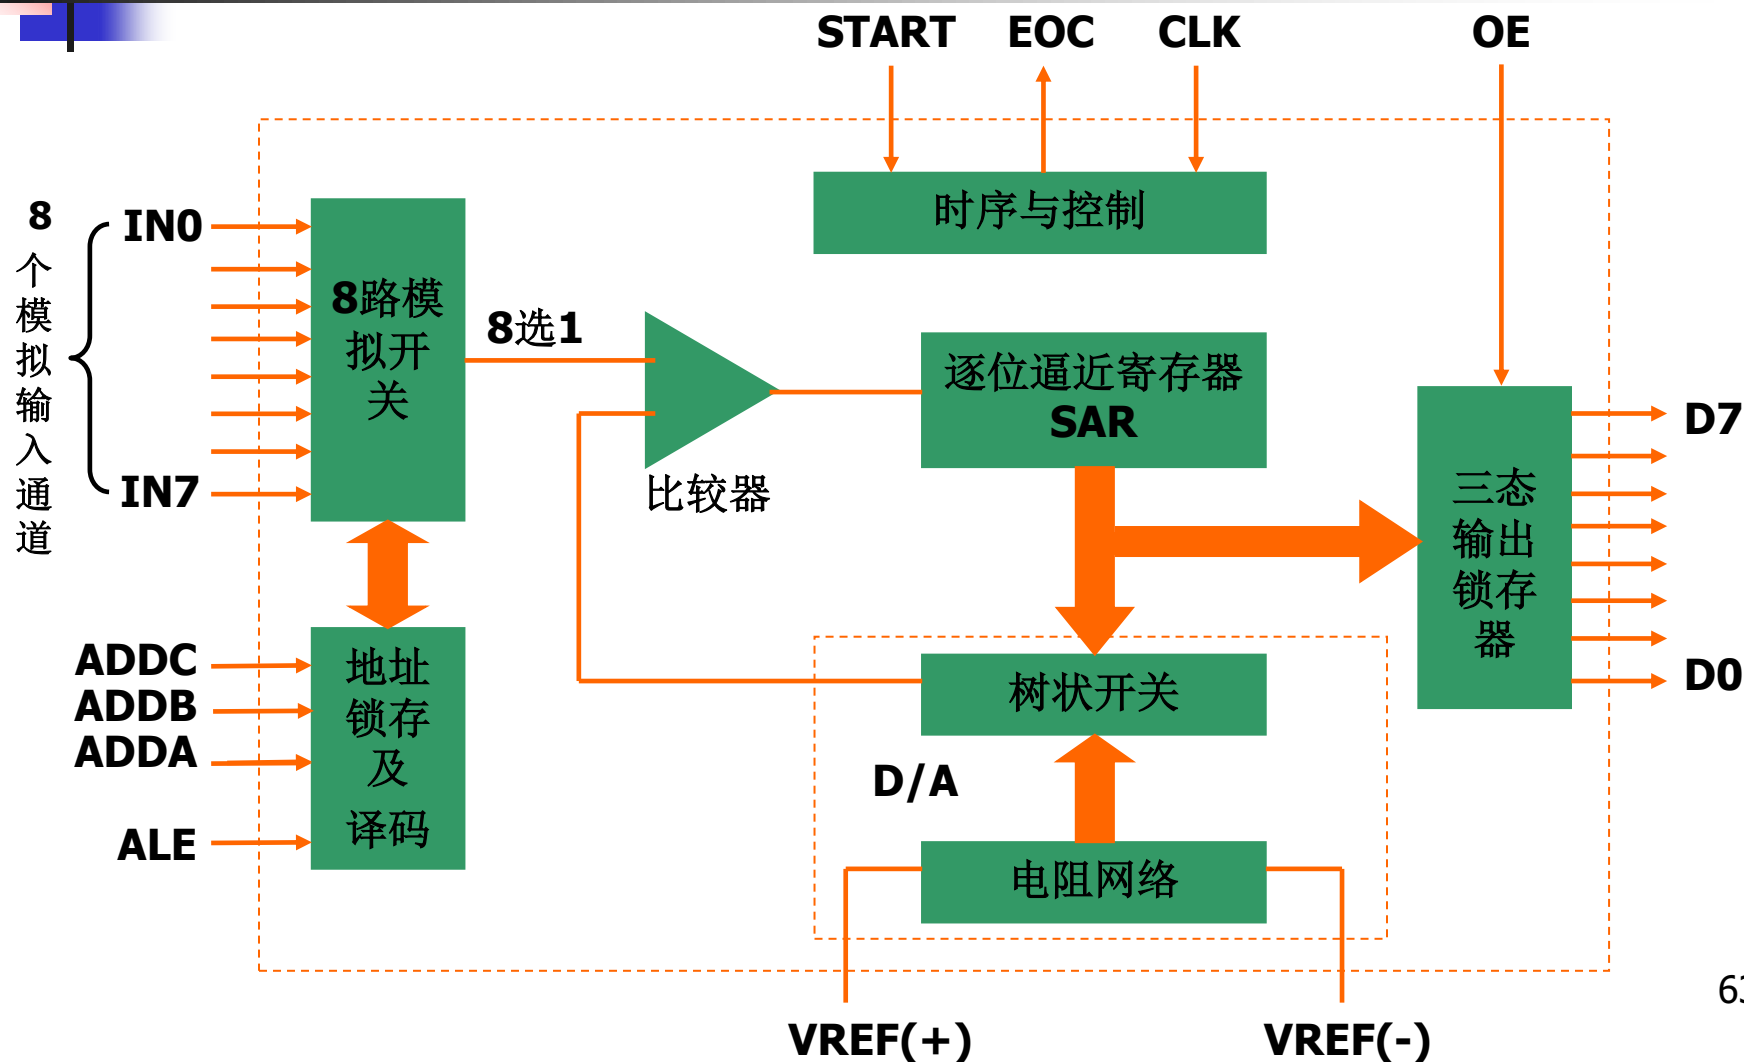 START EOC CLK OE
时序与控制
8
个
模
拟
输
入
通
道
IN0
IN7
8路模
拟开
关
8选1
比较器
逐位逼近寄存器
SAR
三态
输出
锁存
器
D7
D0
ADDC
ADDB
ADDA
ALE
地址
锁存
及
译码
树状开关
D/A
电阻网络
VREF(+) VREF(-)